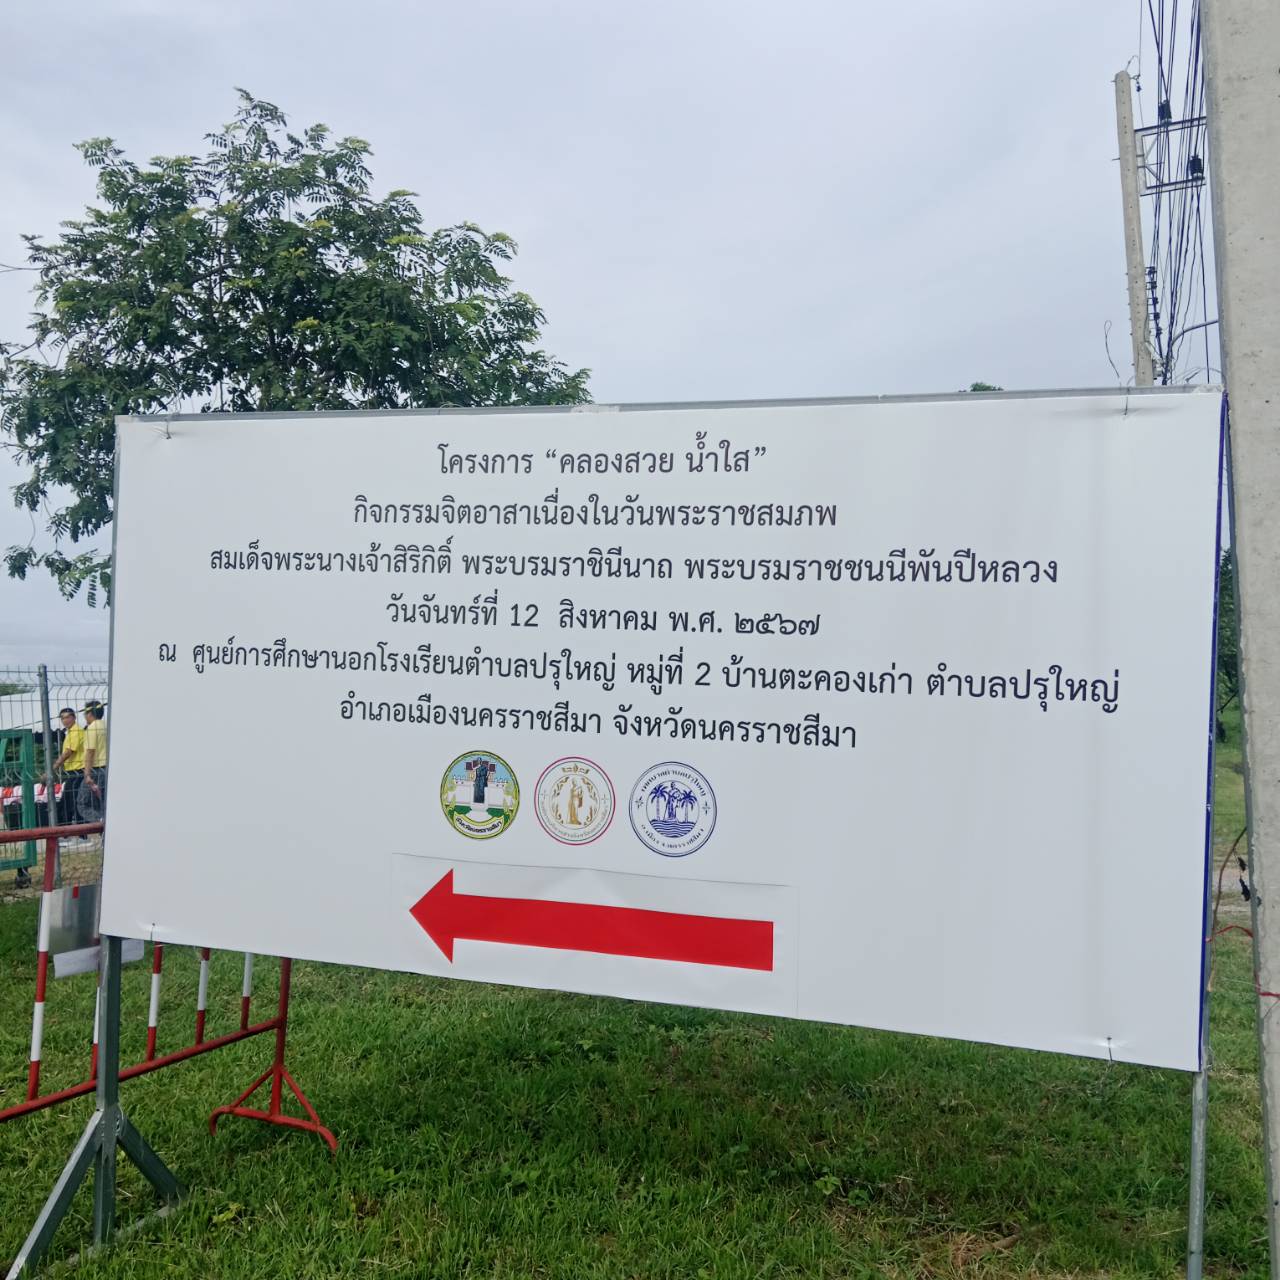 โครงการ “คลองสวย น้ำใส”
กิจกรรมจิตอาสาเนื่องในวันพระราชสมภพ
สมเด็จพระนางเจ้าสิริกิติ์ พระบรมราชินีนาถ พระบรมราชชนนีพันปีหลวง
วันจันทร์ที่ 12 สิงหาคม พ.ศ. ๒๕๖๗
ณ ศูนย์การศึกษานอกโรงเรียนตำบลปรุใหญ่ หมู่ที่ 2 บ้านตะคองเก่า ตำบลปรุใหญ่
อำเภอเมืองนครราชสีมา จังหวัดนครราชสีมา